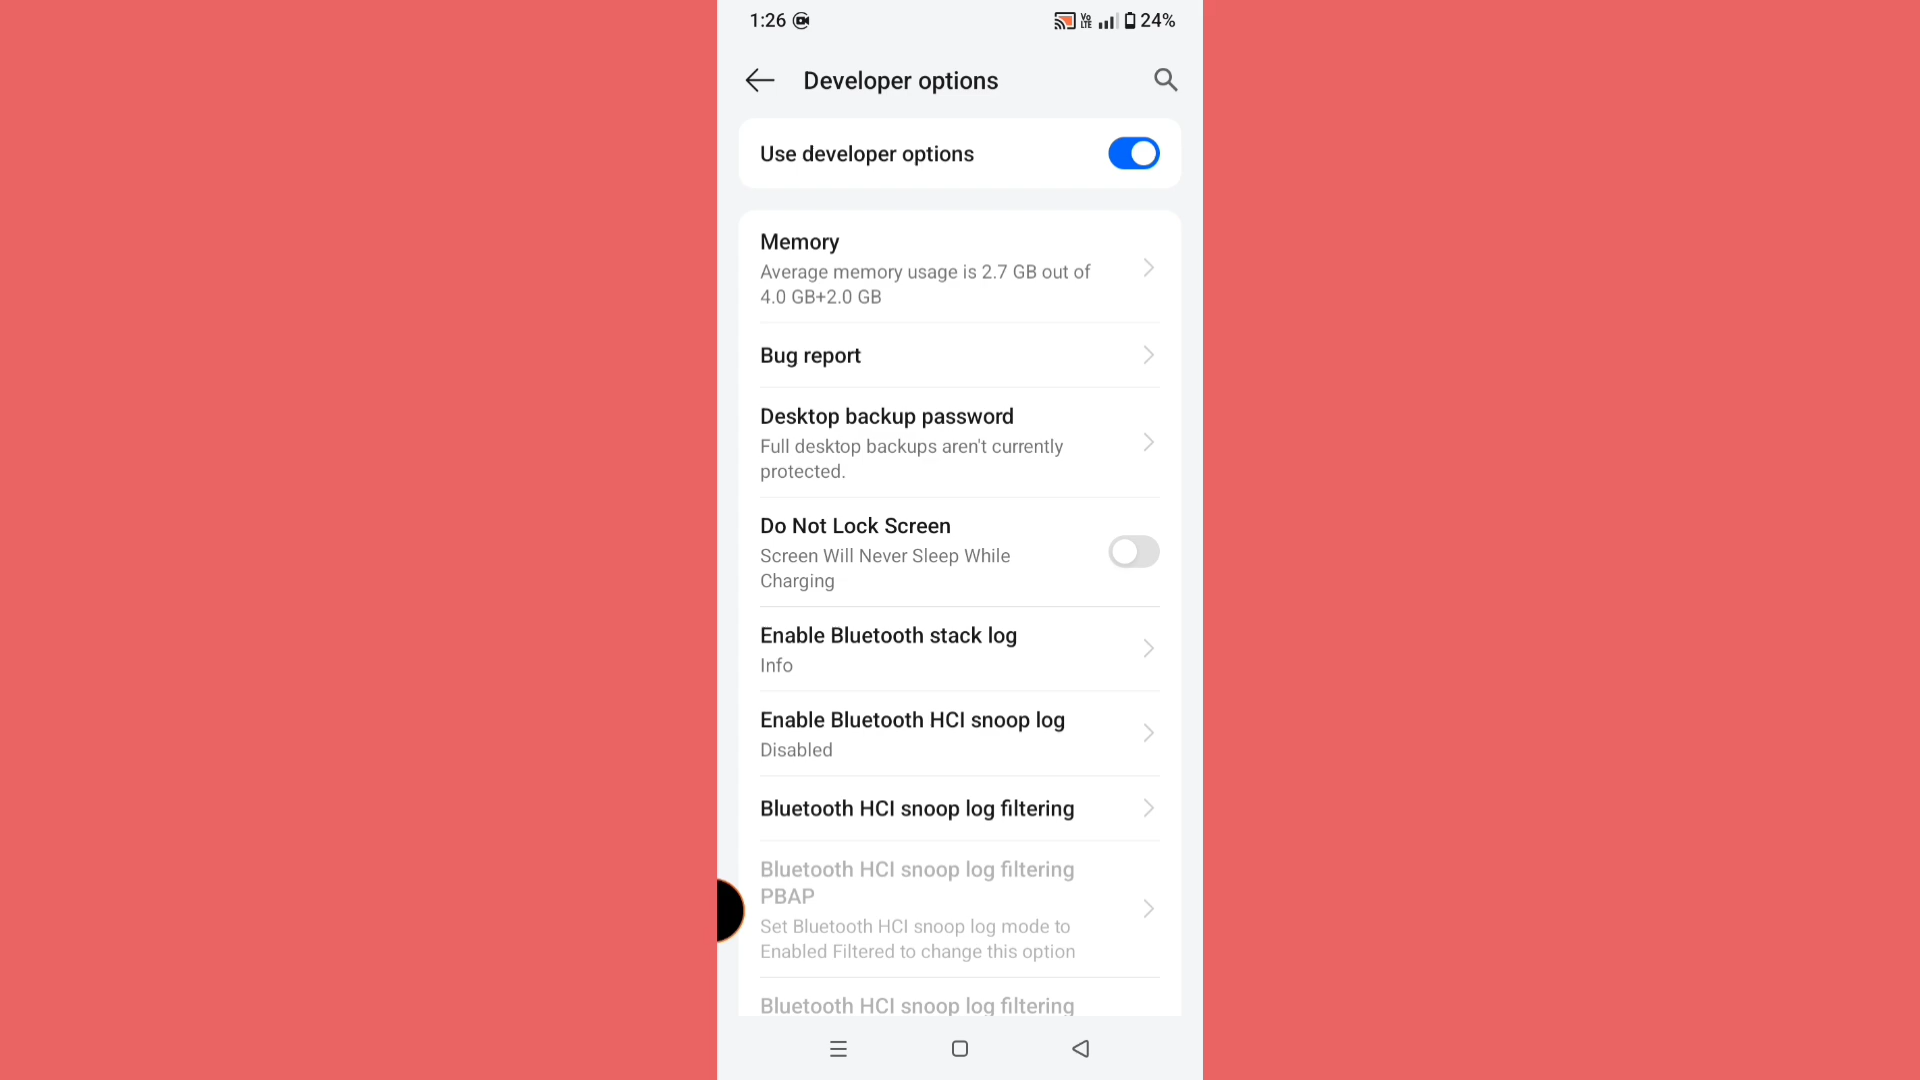 1:26
Vo
LTE
24%
Developer options
Use developer options
Memory
Average memory usage is 2.7 GB out of
4.0 GB+2.0 GB
Bug report
Desktop backup password
Full desktop backups aren't currently
protected.
Do Not Lock Screen
Screen Will Never Sleep While
Charging
Enable Bluetooth stack log
Info
Enable Bluetooth HCI snoop log
Disabled
Bluetooth HCI snoop log filtering
Bluetooth HCI snoop log filtering
PBAP
Set Bluetooth HCI snoop log mode to
Enabled Filtered to change this option
Bluetooth HCI snoop log filtering